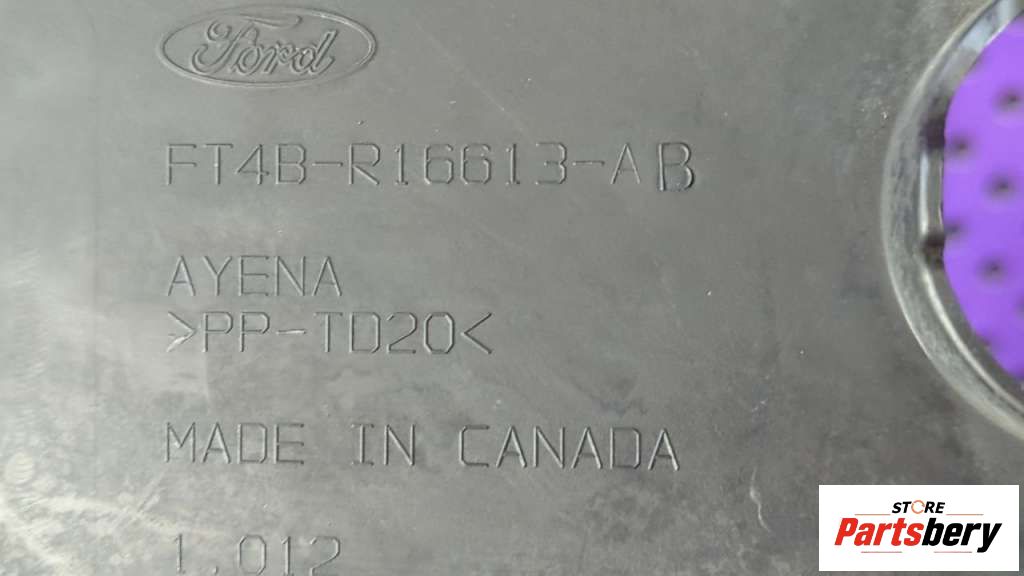 Ford
FT4B-R16613-AB
AYENA
>PP-TD20<
MADE IN CANADA
1.012
STORE
Partsbery